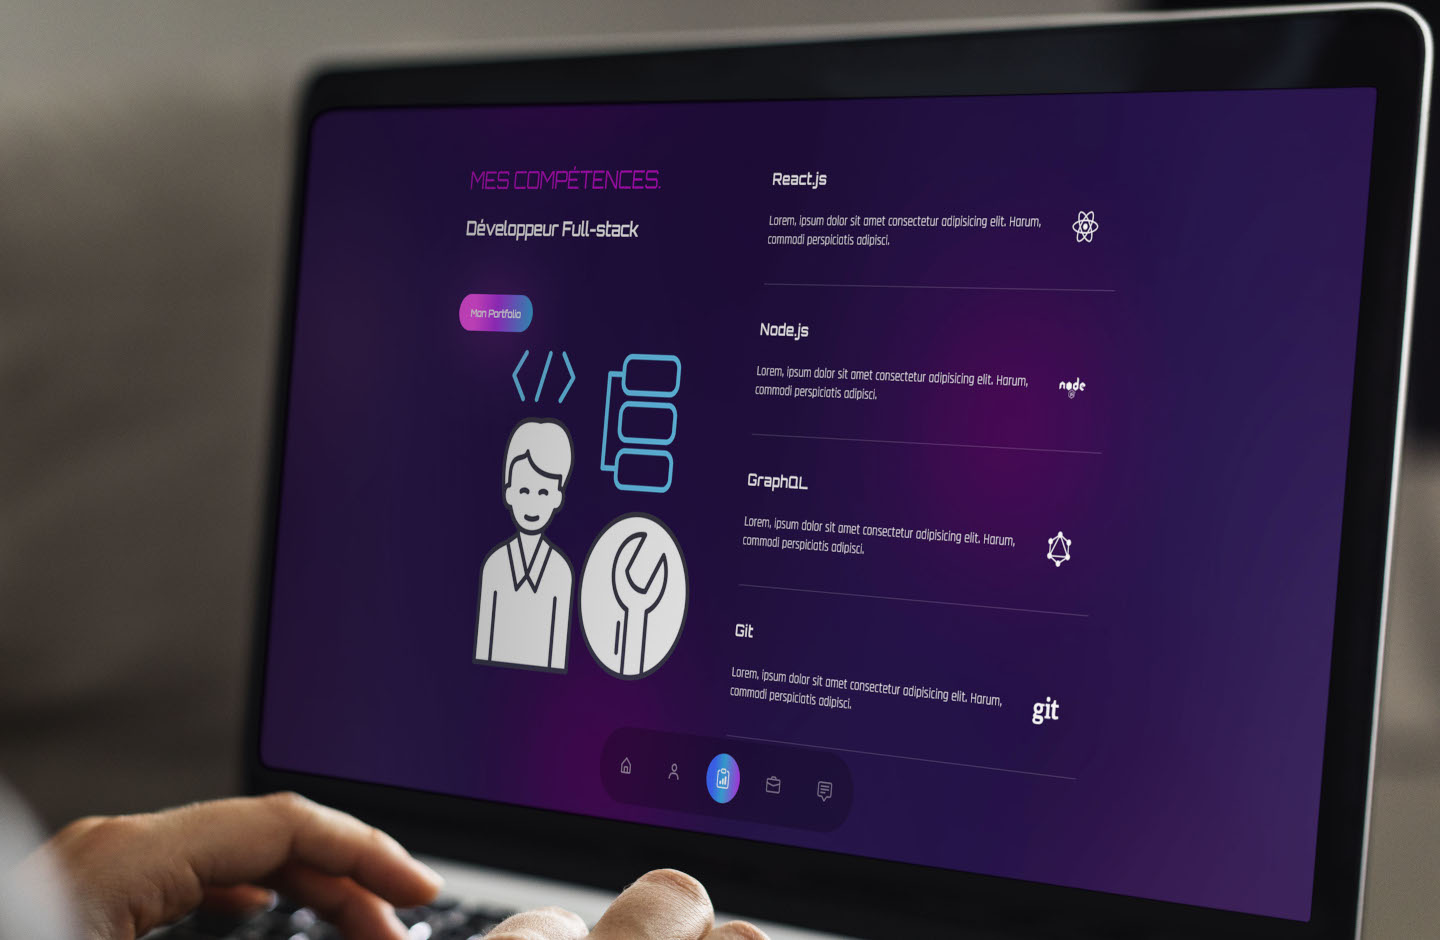 MES COMPÉTENCES.
Développeur Full-stack
Mon Portfolio
React.js
Lorem, ipsum dolor sit amet consectetur adipisicing elit. Harum,
commodi perspiciatis adipisci.
Node.js
Lorem, ipsum dolor sit amet consectetur adipisicing elit. Harum,
commodi perspiciatis adipisci.
node
JS
GraphQL
Lorem, ipsum dolor sit amet consectetur adipisicing elit. Harum,
commodi perspiciatis adipisci.
Git
Lorem, ipsum dolor sit amet consectetur adipisicing elit. Harum,
commodi perspiciatis adipisci.
git